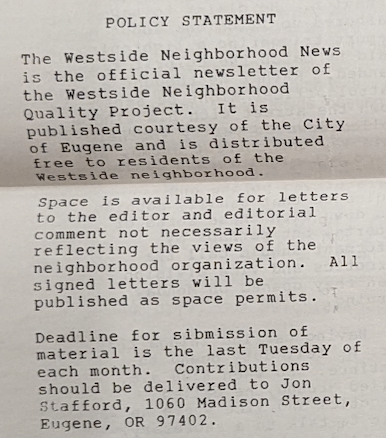 POLICY STATEMENT
The Westside Neighborhood News
is the official newsletter of
the Westside Neighborhood
Quality Project. It is
published courtesy of the City
of Eugene and is distributed
free to residents of the
Westside neighborhood.
Space is available for letters
to the editor and editorial
comment not necessarily
reflecting the views of the
neighborhood organization. All
signed letters will be
published as space permits.
Deadline for sibmission of
material is the last Tuesday of
each month. Contributions
should be delivered to Jon
Stafford, 1060 Madison Street,
Eugene, OR 97402.